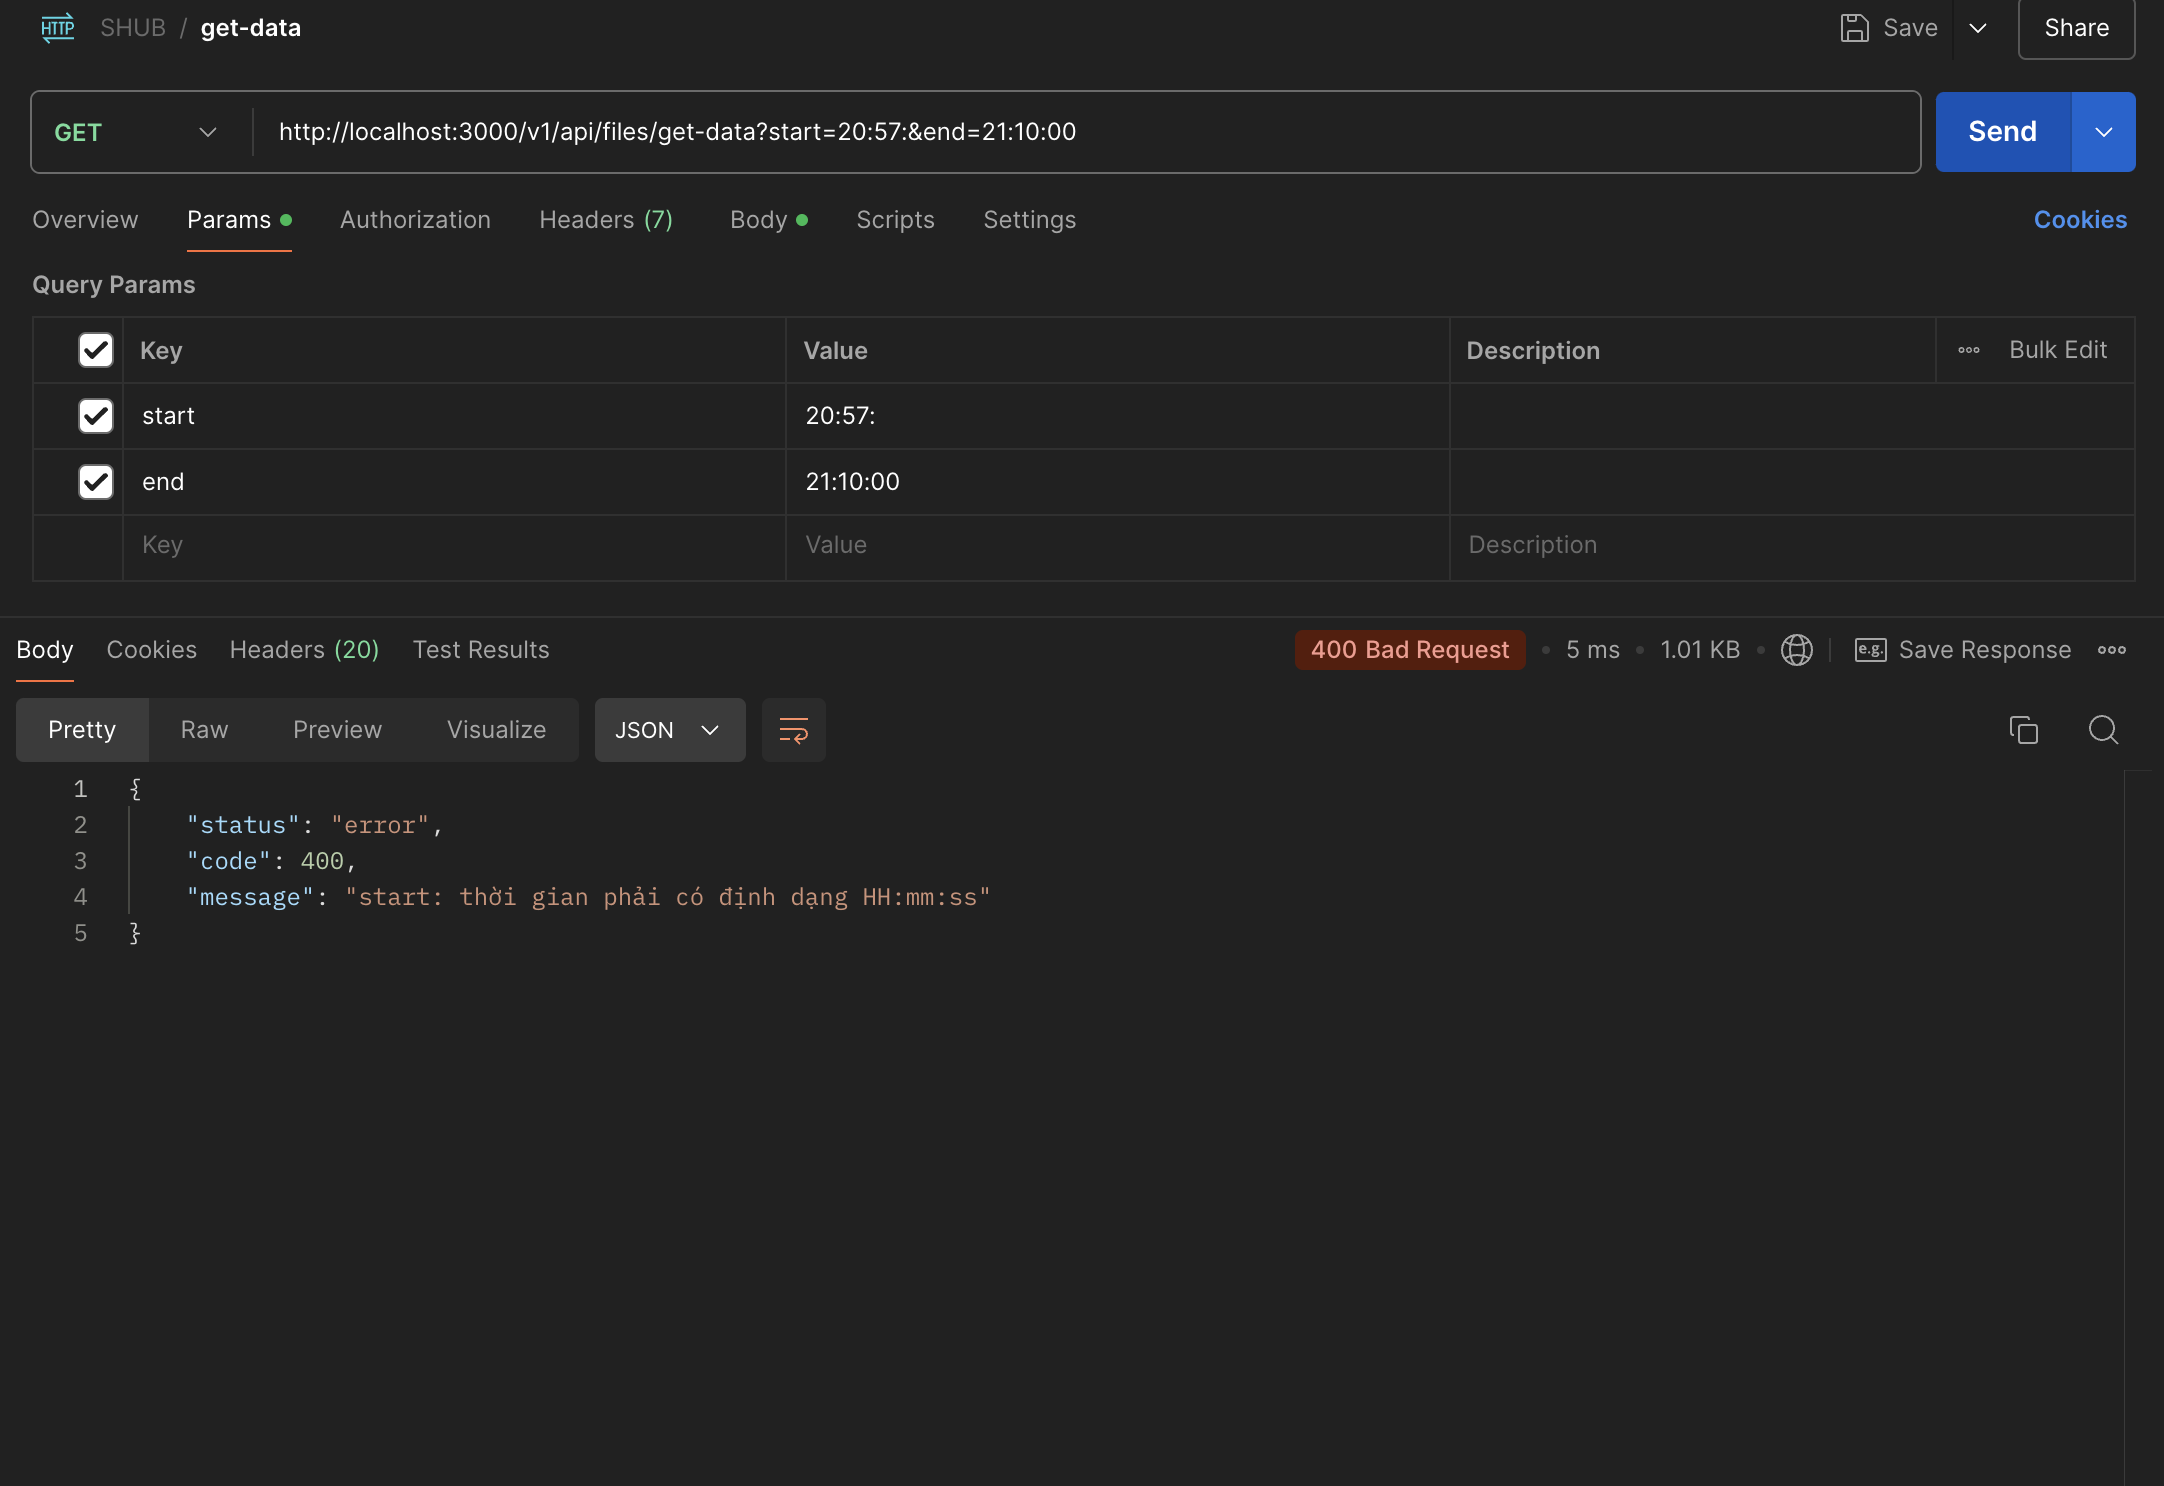 HTTP SHUB / get-data Save Share
GET http://localhost:3000/v1/api/files/get-data?start=20:57:&end=21:10:00 Send
Overview Params Authorization Headers (7) Body Scripts Settings Cookies
Query Params
Key Value Description Bulk Edit
start 20:57:
end 21:10:00
Key Value Description
Body Cookies Headers (20) Test Results 400 Bad Request 5 ms 1.01 KB e.g. Save Response
Pretty Raw Preview Visualize JSON
1 {
2 "status": "error",
3 "code": 400,
4 "message": "start: thời gian phải có định dạng HH:mm:ss"
5 }